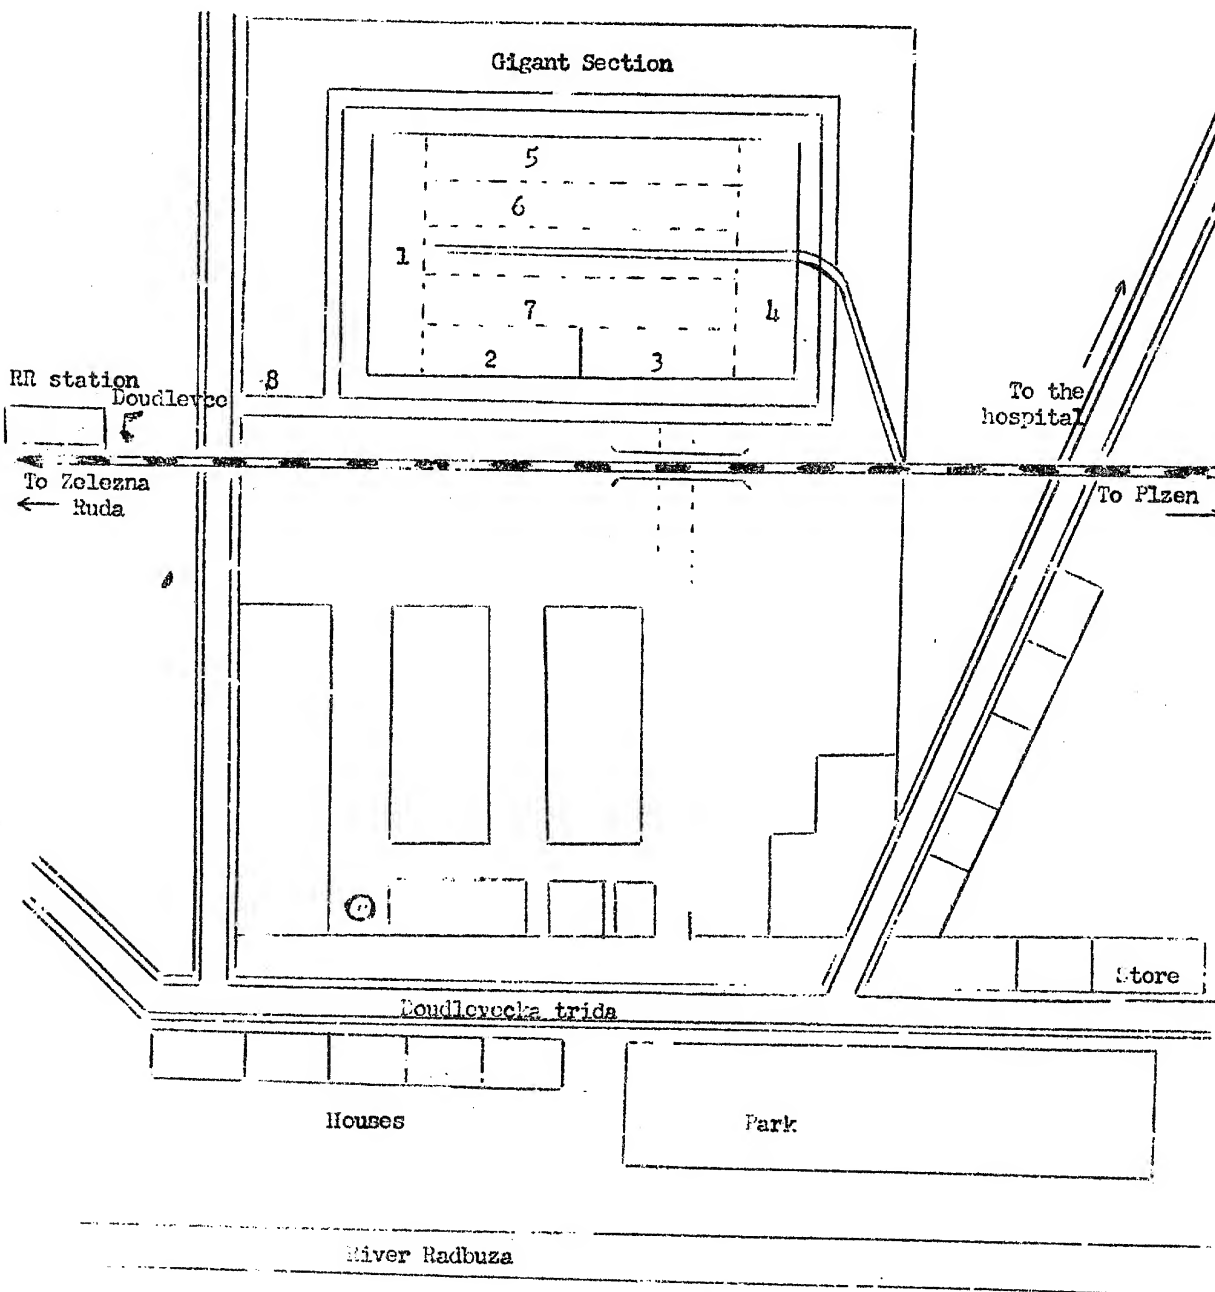 Gigant Section
5
6
1
7
4
2
3
8
RR station
Doudlevce
To Zelezna
Ruda
To the
hospital
To Plzen
Store
Doudlevecka trida
Houses
Park
River Radbuza